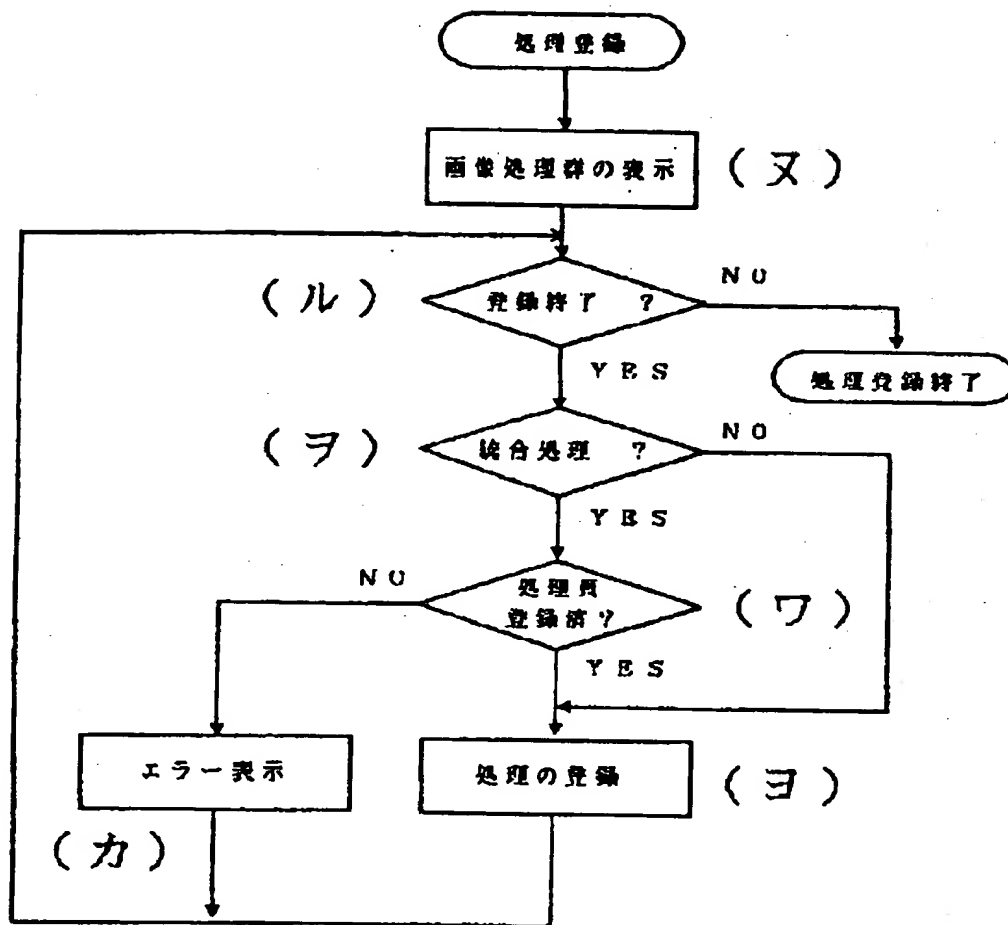 処理登録
画像処理群の表示
(ヌ)
(ル)
登録終了 ?
NO
YES
処理登録終了
(ヲ)
統合処理 ?
NO
YES
NO
処理員
登録済?
(ワ)
YES
エラー表示
処理の登録
(ヨ)
(カ)